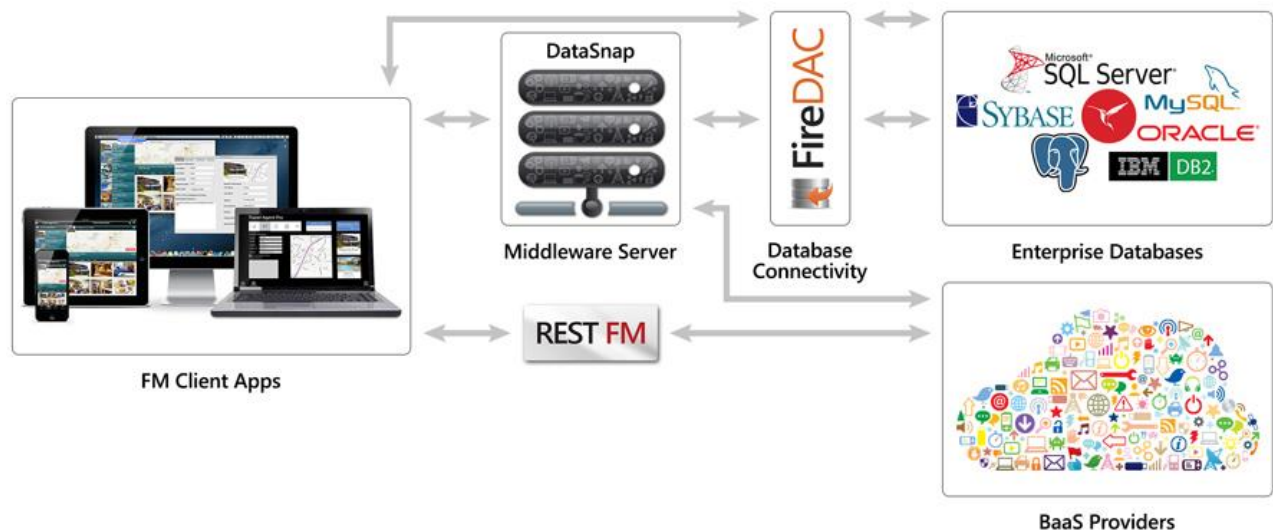 DataSnap
Middleware Server
FireDAC
Database
Connectivity
Microsoft®
SQL Server®
SYBASE
MySQL
ORACLE®
IBM DB2
Enterprise Databases
FM Client Apps
REST FM
BaaS Providers